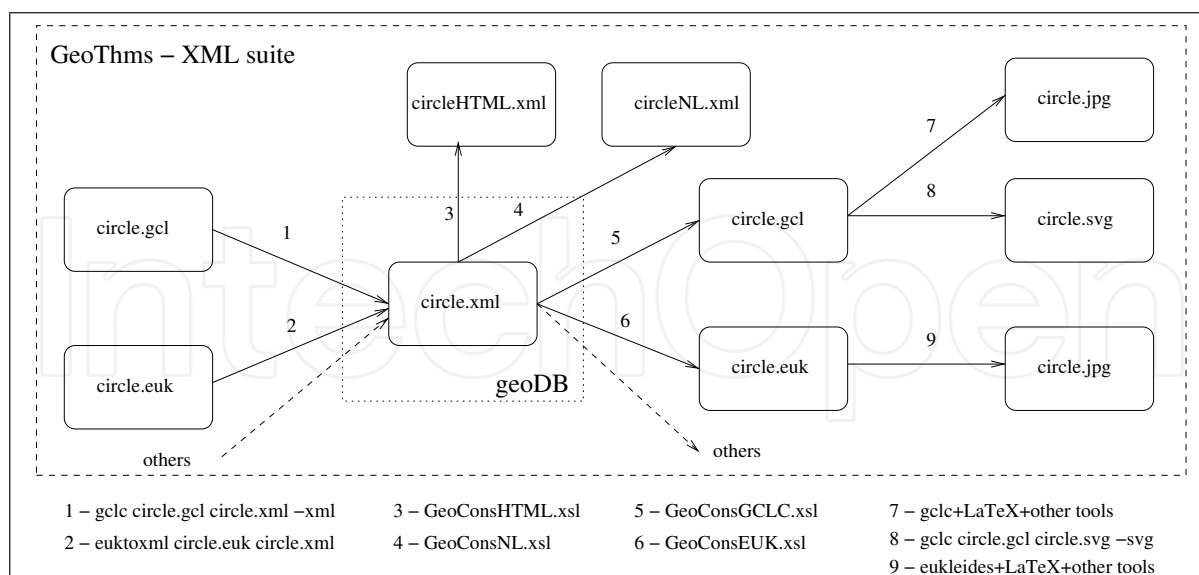 GeoThms – XML suite
circleHTML.xml
circleNL.xml
circle.jpg
7
8
circle.gcl
1
3
4
5
circle.gcl
circle.svg
circle.xml
2
6
9
circle.euk
geoDB
circle.euk
circle.jpg
others
others
1 – gclc circle.gcl circle.xml –xml
2 – euktoxml circle.euk circle.xml
3 – GeoConsHTML.xsl
4 – GeoConsNL.xsl
5 – GeoConsGCLC.xsl
6 – GeoConsEUK.xsl
7 – gclc+LaTeX+other tools
8 – gclc circle.gcl circle.svg –svg
9 – eukleides+LaTeX+other tools
IntechOpen